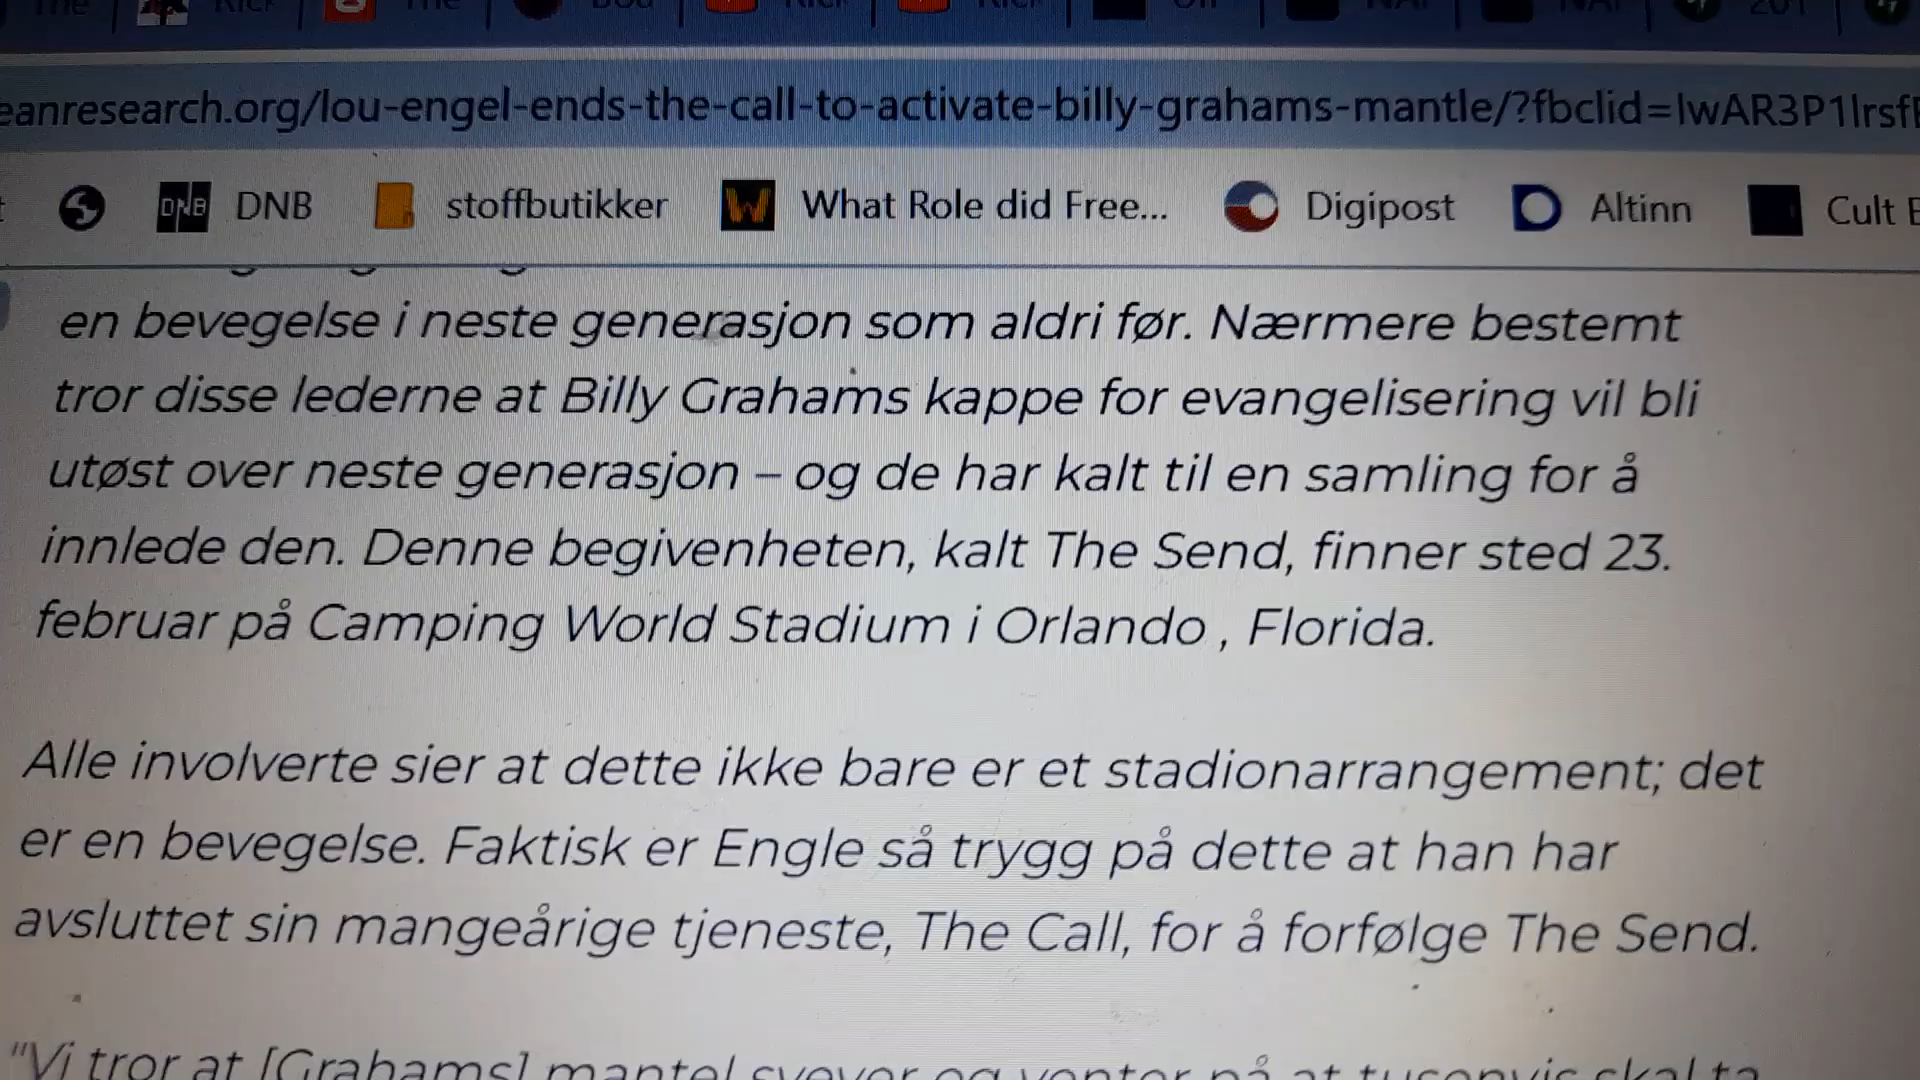 eanresearch.org/lou-engel-ends-the-call-to-activate-billy-grahams-mantle/?fbclid=IwAR3P1lrsf
DNB DNB stoffbutikker W What Role did Free... Digipost Altinn Cult
en bevegelse i neste generasjon som aldri før. Nærmere bestemt
tror disse lederne at Billy Grahams kappe for evangelisering vil bli
utøst over neste generasjon – og de har kalt til en samling for å
innlede den. Denne begivenheten, kalt The Send, finner sted 23.
februar på Camping World Stadium i Orlando , Florida.
Alle involverte sier at dette ikke bare er et stadionarrangement; det
er en bevegelse. Faktisk er Engle så trygg på dette at han har
avsluttet sin mangeårige tjeneste, The Call, for å forfølge The Send.
"Vi tror at [Grahams] mantel svever og venter på at tusenvis skal ta